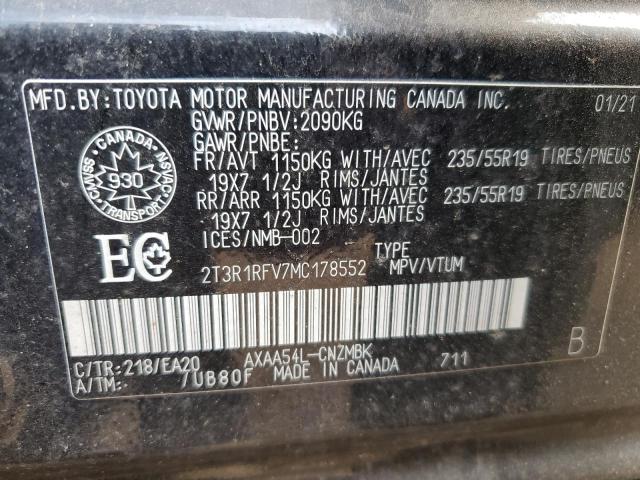 MFD.BY:TOYOTA MOTOR MANUFACTURING CANADA INC. 01/21
GVWR/PNBV:2090KG
GAWR/PNBE:
FR/AVT 1150KG WITH/AVEC 235/55R19 TIRES/PNEUS
19X7 1/2J RIMS/JANTES
RR/ARR 1150KG WITH/AVEC 235/55R19 TIRES/PNEUS
19X7 1/2J RIMS/JANTES
ICES/NMB-002
CANADA
CMVSS
NSVAC
930
TRANSPORT
EC
TYPE
2T3R1RFV7MC178552 MPV/VTUM
B
C/TR:218/EA20 AXAA54L-CNZMBK 711
A/TM: /UB80F MADE IN CANADA